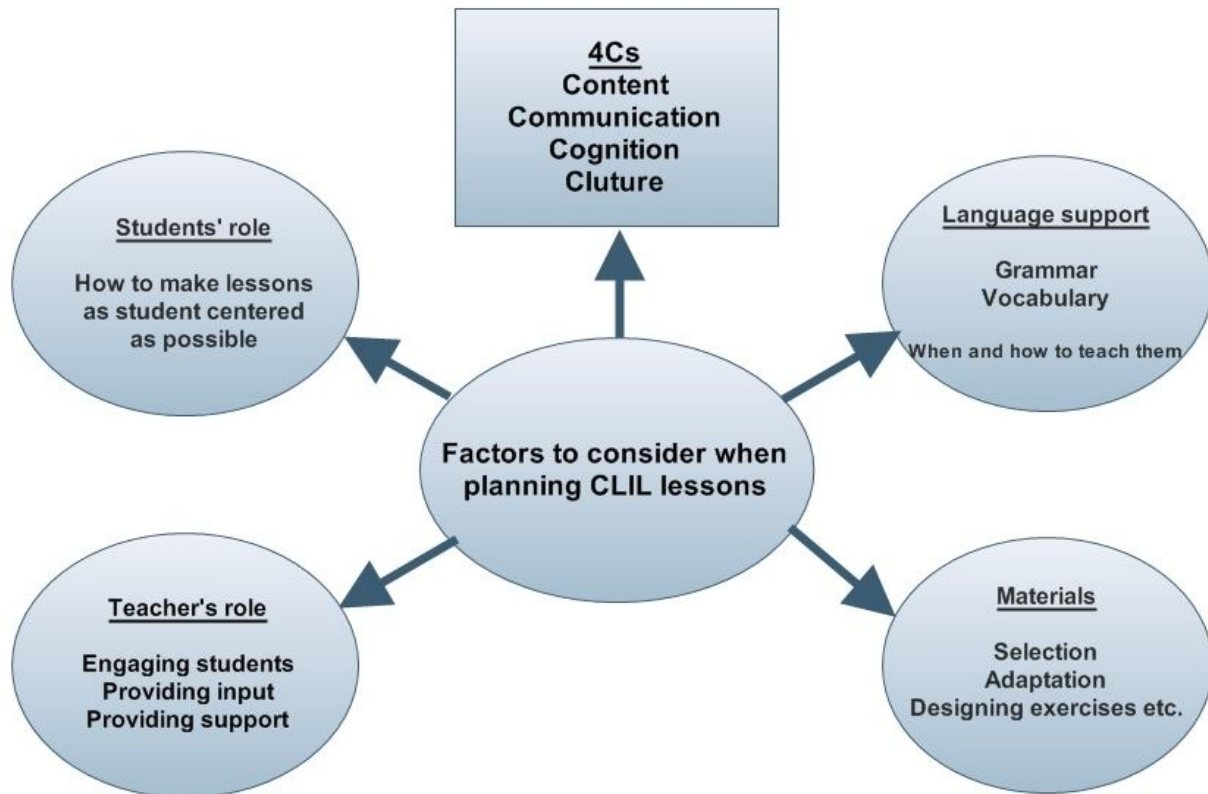 4Cs
Content
Communication
Cognition
Cluture
Students' role
How to make lessons
as student centered
as possible
Language support
Grammar
Vocabulary
When and how to teach them
Factors to consider when
planning CLIL lessons
Teacher's role
Engaging students
Providing input
Providing support
Materials
Selection
Adaptation
Designing exercises etc.